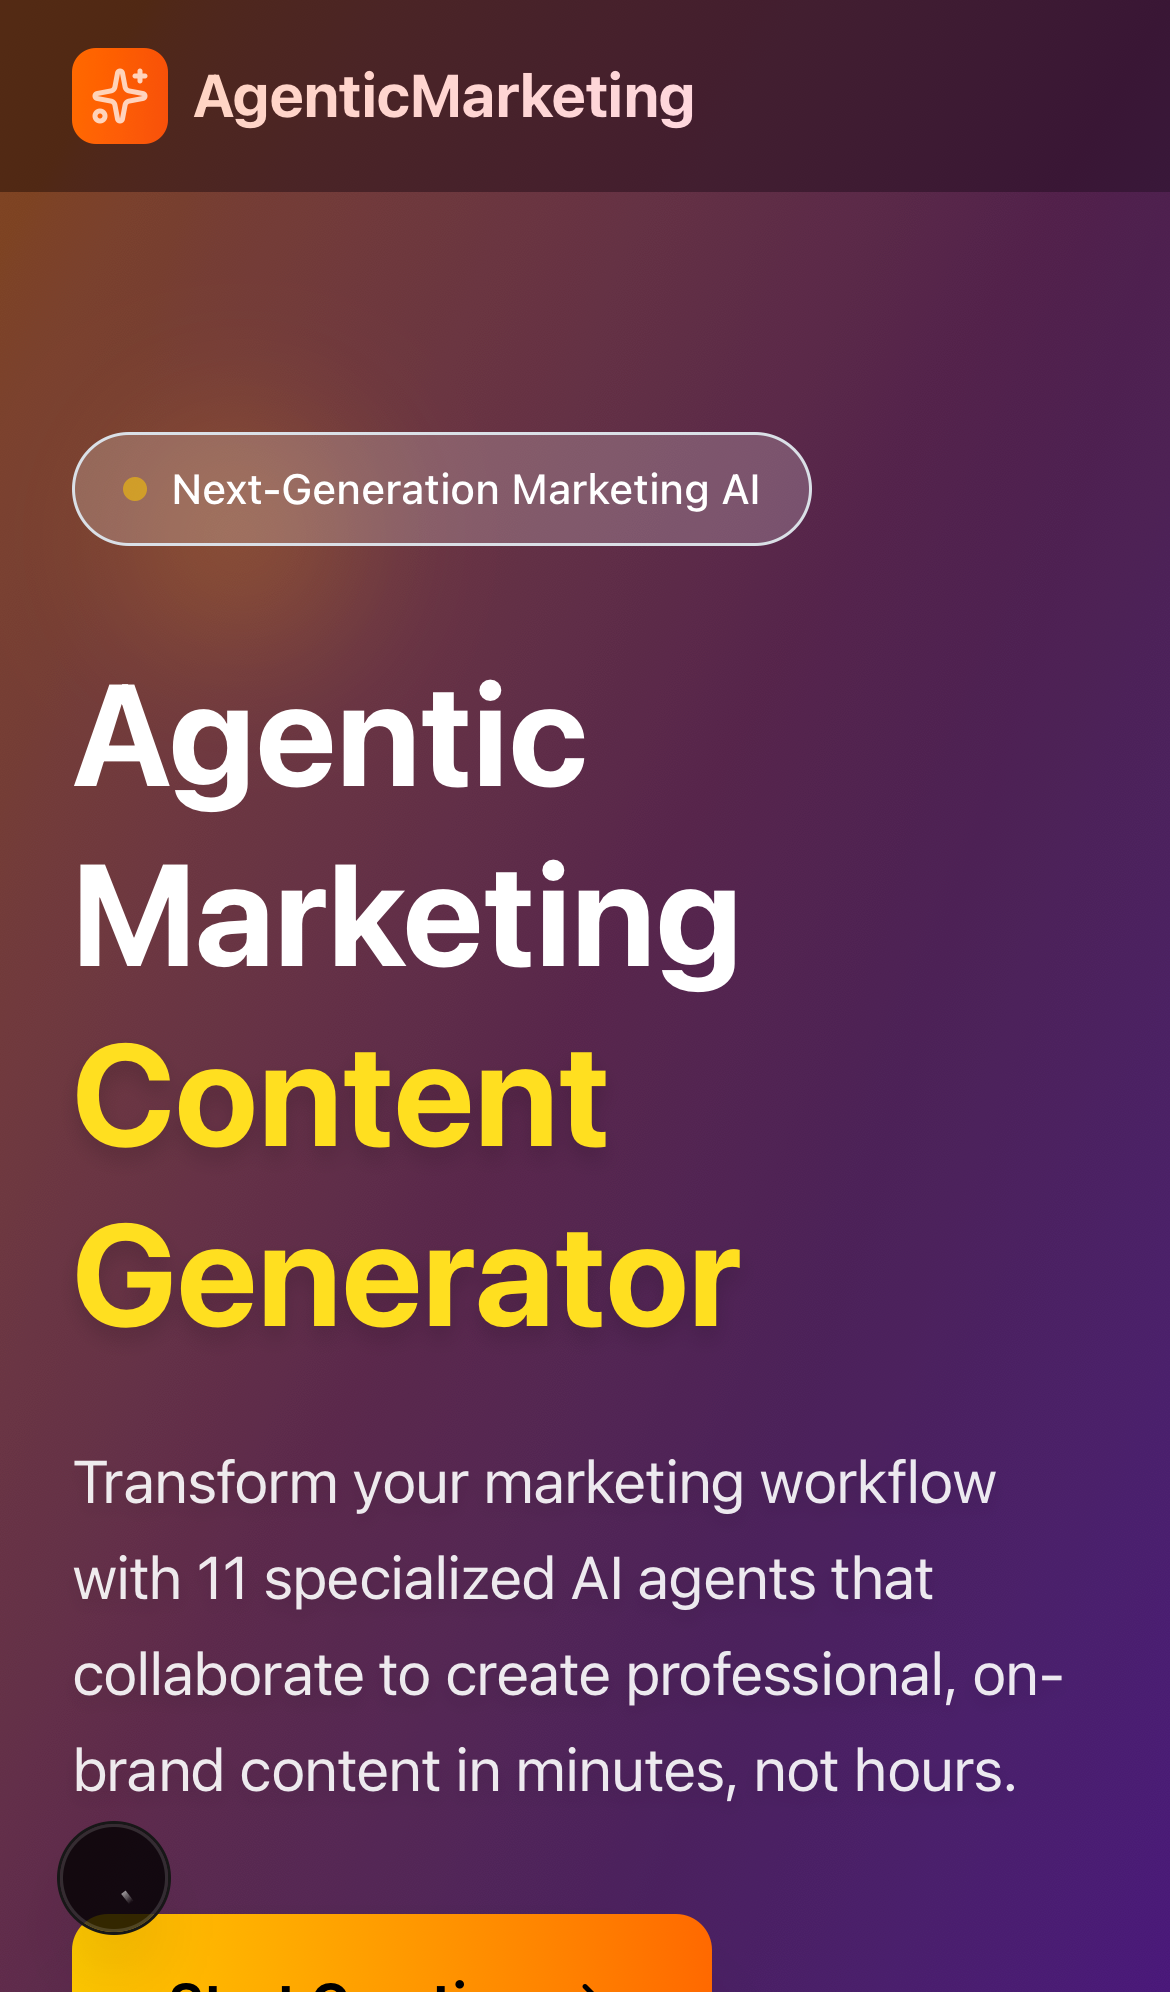 AgenticMarketing
Next-Generation Marketing AI
Agentic
Marketing
Content
Generator
Transform your marketing workflow
with 11 specialized AI agents that
collaborate to create professional, on-
brand content in minutes, not hours.